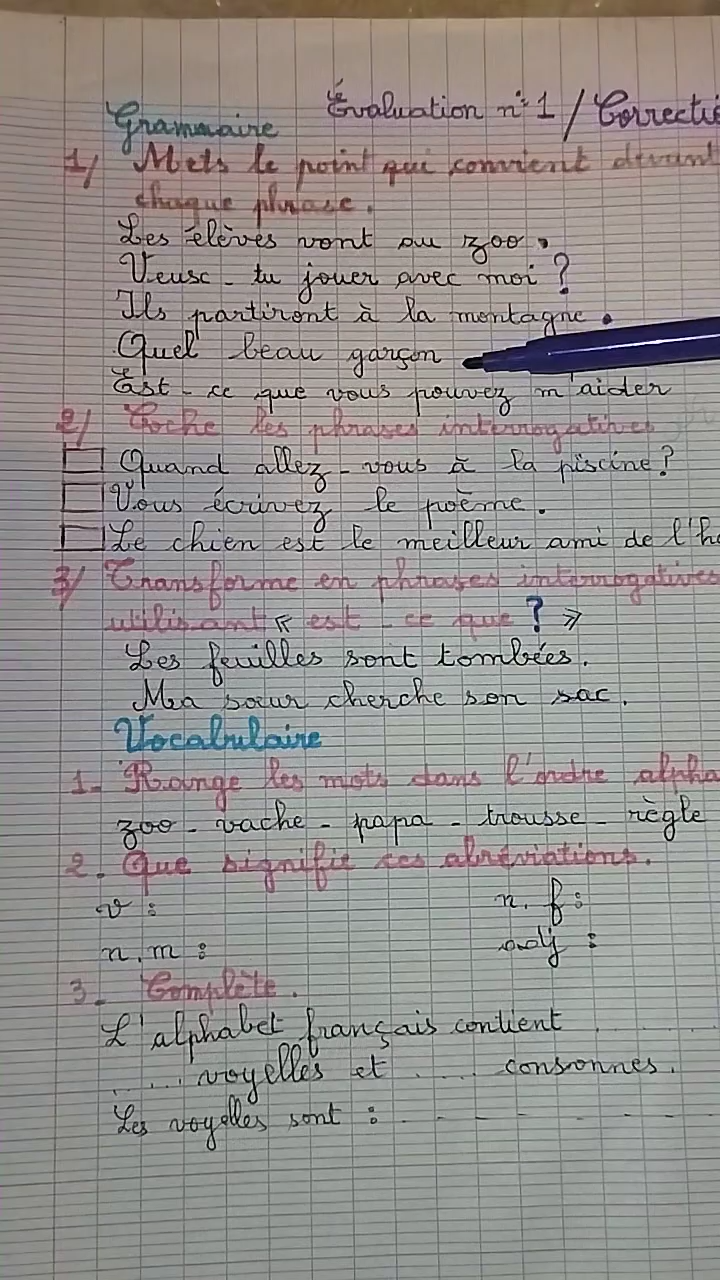 Évaluation n°1 / Correcti
Grammaire
1/ Mets le point qui convient devant
chaque phrase.
Les élèves vont au zoo.
Veux-tu jouer avec moi ?
Ils partiront à la montagne.
Quel beau garçon
Est-ce que vous pouvez m'aider
2/ Coche les phrases interrogatives
Quand allez-vous à la piscine ?
Vous écrivez le poème.
Le chien est le meilleur ami de l'ho
3/ Transforme en phrases interrogatives
utilisant « est-ce que ? »
Les feuilles sont tombées.
Ma sœur cherche son sac.
Vocabulaire
1. Range les mots dans l'ordre alpha
zoo - vache - papa - trousse - règle
2. Que signifie ces abréviations.
v : n. f :
n. m : adj :
3. Complète.
L'alphabet français contient ....
..... voyelles et .... consonnes.
Les voyelles sont : - - - - - -